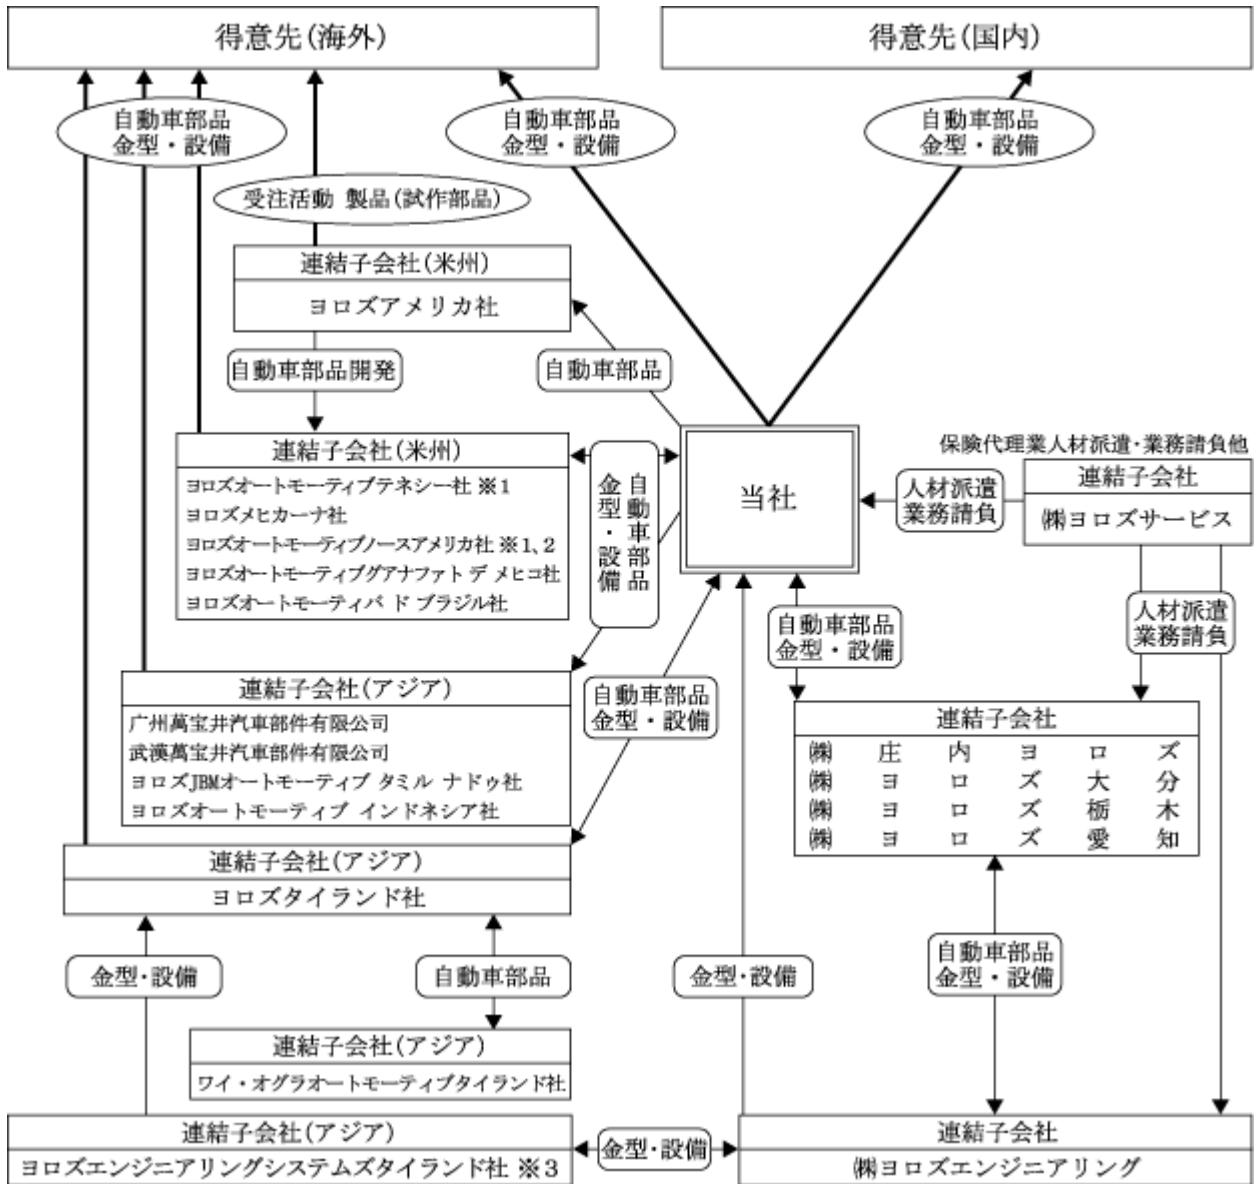 得意先(海外)
得意先(国内)
自動車部品
金型・設備
自動車部品
金型・設備
自動車部品
金型・設備
受注活動 製品(試作部品)
連結子会社(米州)
ヨロズアメリカ社
自動車部品開発
自動車部品
連結子会社(米州)
ヨロズオートモーティブテネシー社 ※1
ヨロズメヒカーナ社
ヨロズオートモーティブノースアメリカ社 ※1、2
ヨロズオートモーティブグアナファト デ メヒコ社
ヨロズオートモーティバ ド ブラジル社
自動車部品
金型・設備
当社
保険代理業人材派遣・業務請負他
連結子会社
㈱ヨロズサービス
人材派遣
業務請負
人材派遣
業務請負
自動車部品
金型・設備
連結子会社(アジア)
广州萬宝井汽車部件有限公司
武漢萬宝井汽車部件有限公司
ヨロズJBMオートモーティブ タミル ナドゥ社
ヨロズオートモーティブ インドネシア社
自動車部品
金型・設備
連結子会社
㈱庄内ヨロズ
㈱ヨロズ大分
㈱ヨロズ栃木
㈱ヨロズ愛知
連結子会社(アジア)
ヨロズタイランド社
金型・設備
自動車部品
金型・設備
自動車部品
金型・設備
連結子会社(アジア)
ワイ・オグラオートモーティブタイランド社
連結子会社(アジア)
ヨロズエンジニアリングシステムズタイランド社 ※3
金型・設備
連結子会社
㈱ヨロズエンジニアリング